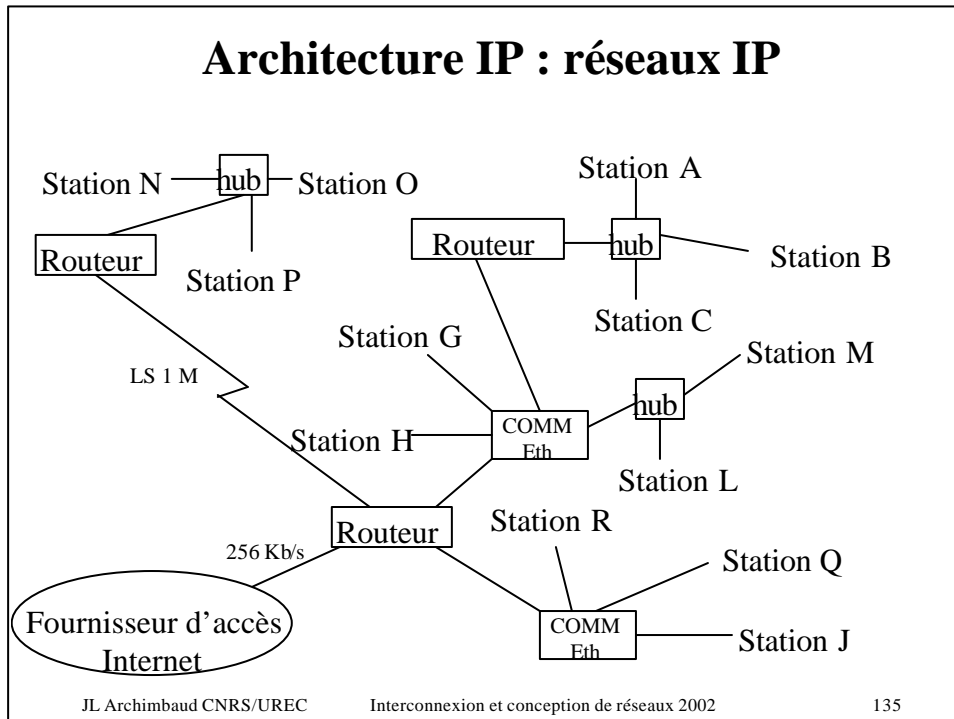 Architecture IP : réseaux IP
Station N
hub
Station O
Station A
Routeur
Routeur
hub
Station B
Station P
Station C
Station G
Station M
LS 1 M
hub
Station H
COMM
Eth
Station L
Routeur
Station R
256 Kb/s
Station Q
Fournisseur d’accès
Internet
COMM
Eth
Station J
JL Archimbaud CNRS/UREC
Interconnexion et conception de réseaux 2002
135